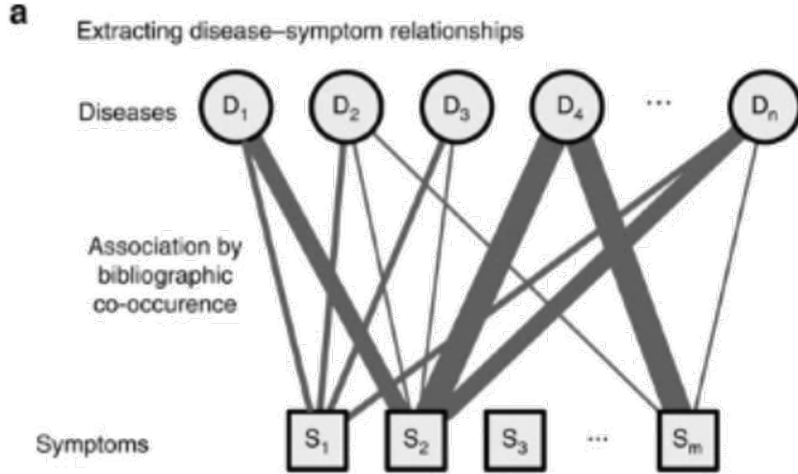 a
Extracting disease–symptom relationships
Diseases D1 D2 D3 D4 ... Dn
Association by
bibliographic
co-occurence
Symptoms S1 S2 S3 ... Sm